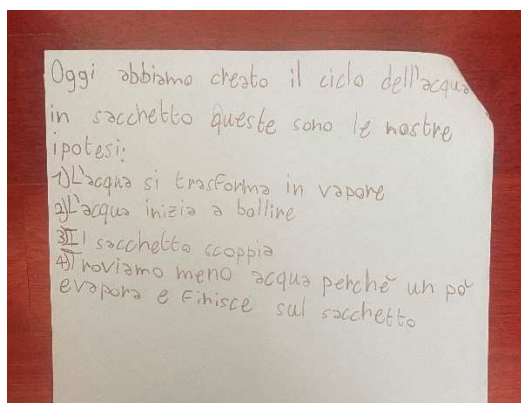 Oggi abbiamo creato il ciclo dell'acqua
in sacchetto queste sono le nostre
ipotesi:
1) L'acqua si trasforma in vapore
2) L'acqua inizia a bollire
3) Il sacchetto scoppia
4) Troviamo meno acqua perchè un po'
evapora e finisce sul sacchetto